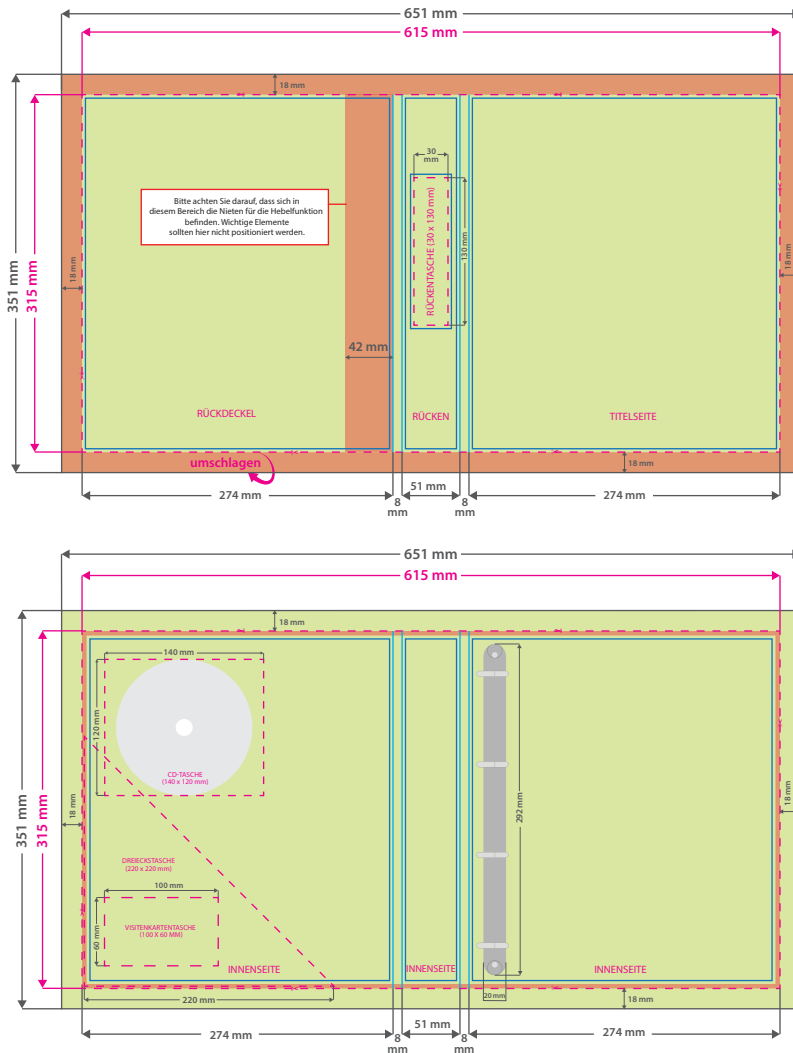 651 mm
615 mm
18 mm
30
mm
Bitte achten Sie darauf, dass sich in
diesem Bereich die Nieten für die Hebelfunktion
befinden. Wichtige Elemente
sollten hier nicht positioniert werden.
RÜCKENTASCHE (30 x 130 mm)
130 mm
351 mm
315 mm
18 mm
18 mm
42 mm
RÜCKDECKEL
RÜCKEN
TITELSEITE
umschlagen
18 mm
274 mm
8
mm
51 mm
8
mm
274 mm
651 mm
615 mm
18 mm
140 mm
120 mm
CD-TASCHE
(140 x 120 mm)
351 mm
315 mm
18 mm
18 mm
292 mm
DREIECKSTASCHE
(220 x 220 mm)
100 mm
60 mm
VISITENKARTENTASCHE
(100 X 60 MM)
INNENSEITE
INNENSEITE
INNENSEITE
220 mm
20 mm
18 mm
274 mm
8
mm
51 mm
8
mm
274 mm